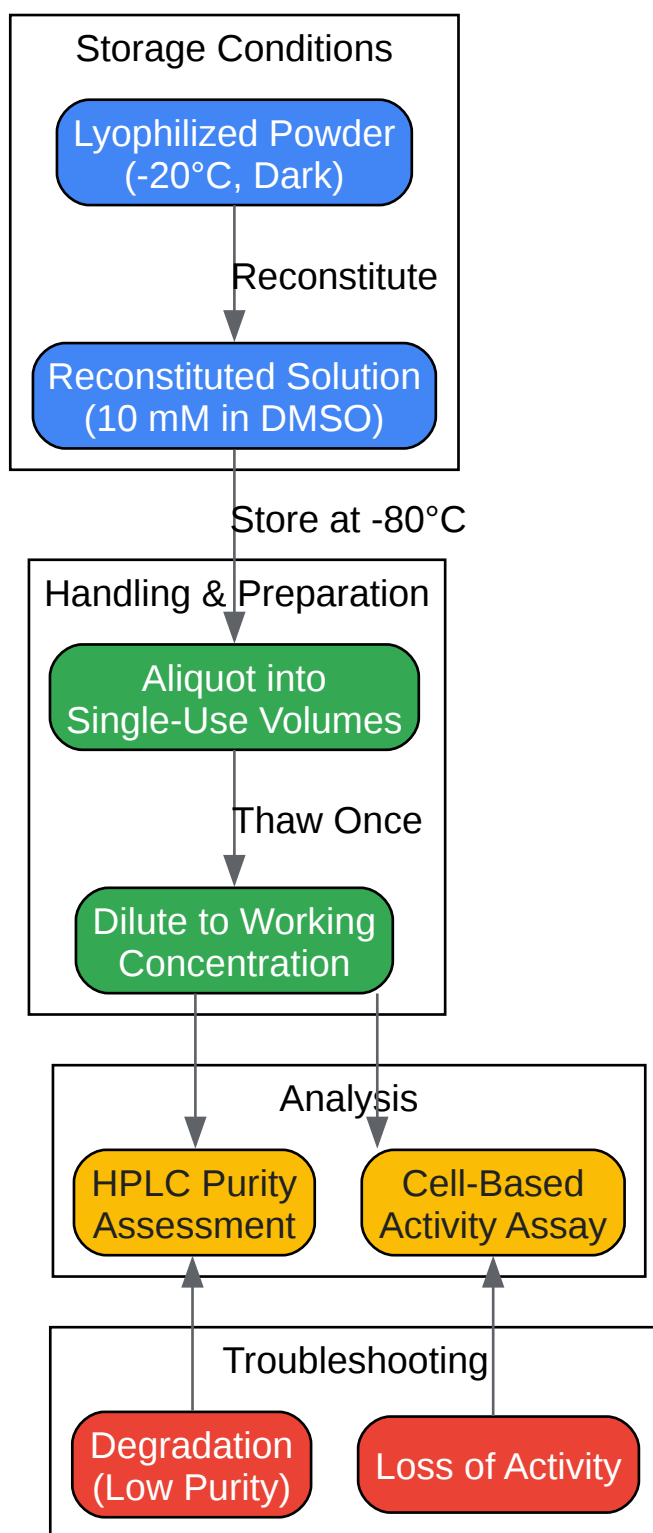 Storage Conditions
Lyophilized Powder
(-20°C, Dark)
Reconstitute
Reconstituted Solution
(10 mM in DMSO)
Store at -80°C
Handling & Preparation
Aliquot into
Single-Use Volumes
Thaw Once
Dilute to Working
Concentration
Analysis
HPLC Purity
Assessment
Cell-Based
Activity Assay
Troubleshooting
Degradation
(Low Purity)
Loss of Activity